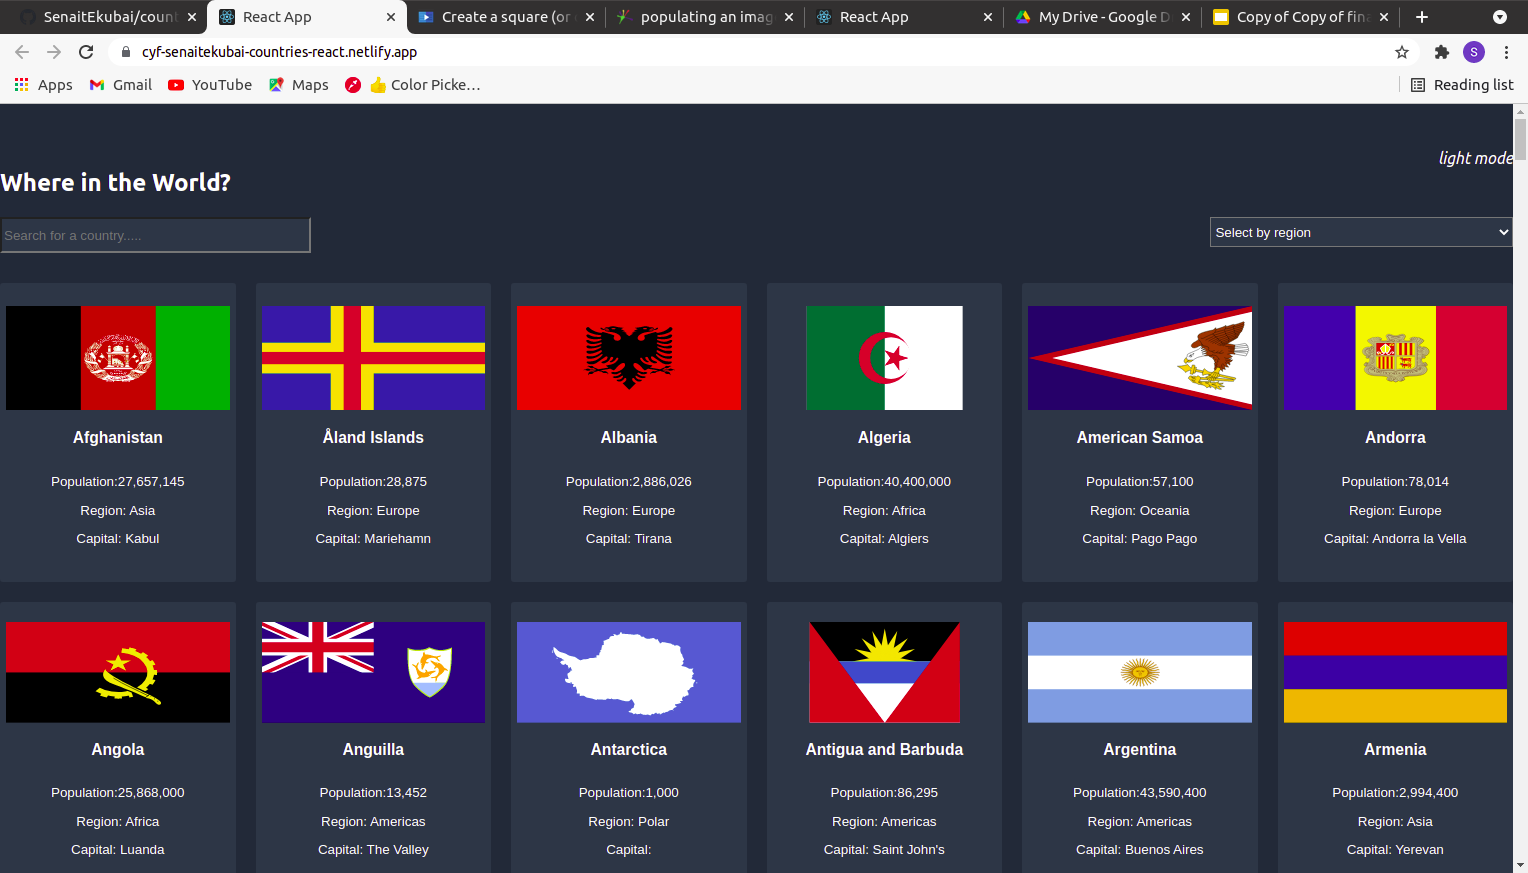 SenaitEkubai/count
React App
Create a square (or
populating an imag
React App
My Drive - Google D
Copy of Copy of fina
cyf-senaitekubai-countries-react.netlify.app
S
Apps
Gmail
YouTube
Maps
Color Picke...
Reading list
light mode
Where in the World?
Search for a country.....
Select by region
Afghanistan
Population:27,657,145
Region: Asia
Capital: Kabul
Åland Islands
Population:28,875
Region: Europe
Capital: Mariehamn
Albania
Population:2,886,026
Region: Europe
Capital: Tirana
Algeria
Population:40,400,000
Region: Africa
Capital: Algiers
American Samoa
Population:57,100
Region: Oceania
Capital: Pago Pago
Andorra
Population:78,014
Region: Europe
Capital: Andorra la Vella
Angola
Population:25,868,000
Region: Africa
Capital: Luanda
Anguilla
Population:13,452
Region: Americas
Capital: The Valley
Antarctica
Population:1,000
Region: Polar
Capital:
Antigua and Barbuda
Population:86,295
Region: Americas
Capital: Saint John's
Argentina
Population:43,590,400
Region: Americas
Capital: Buenos Aires
Armenia
Population:2,994,400
Region: Asia
Capital: Yerevan